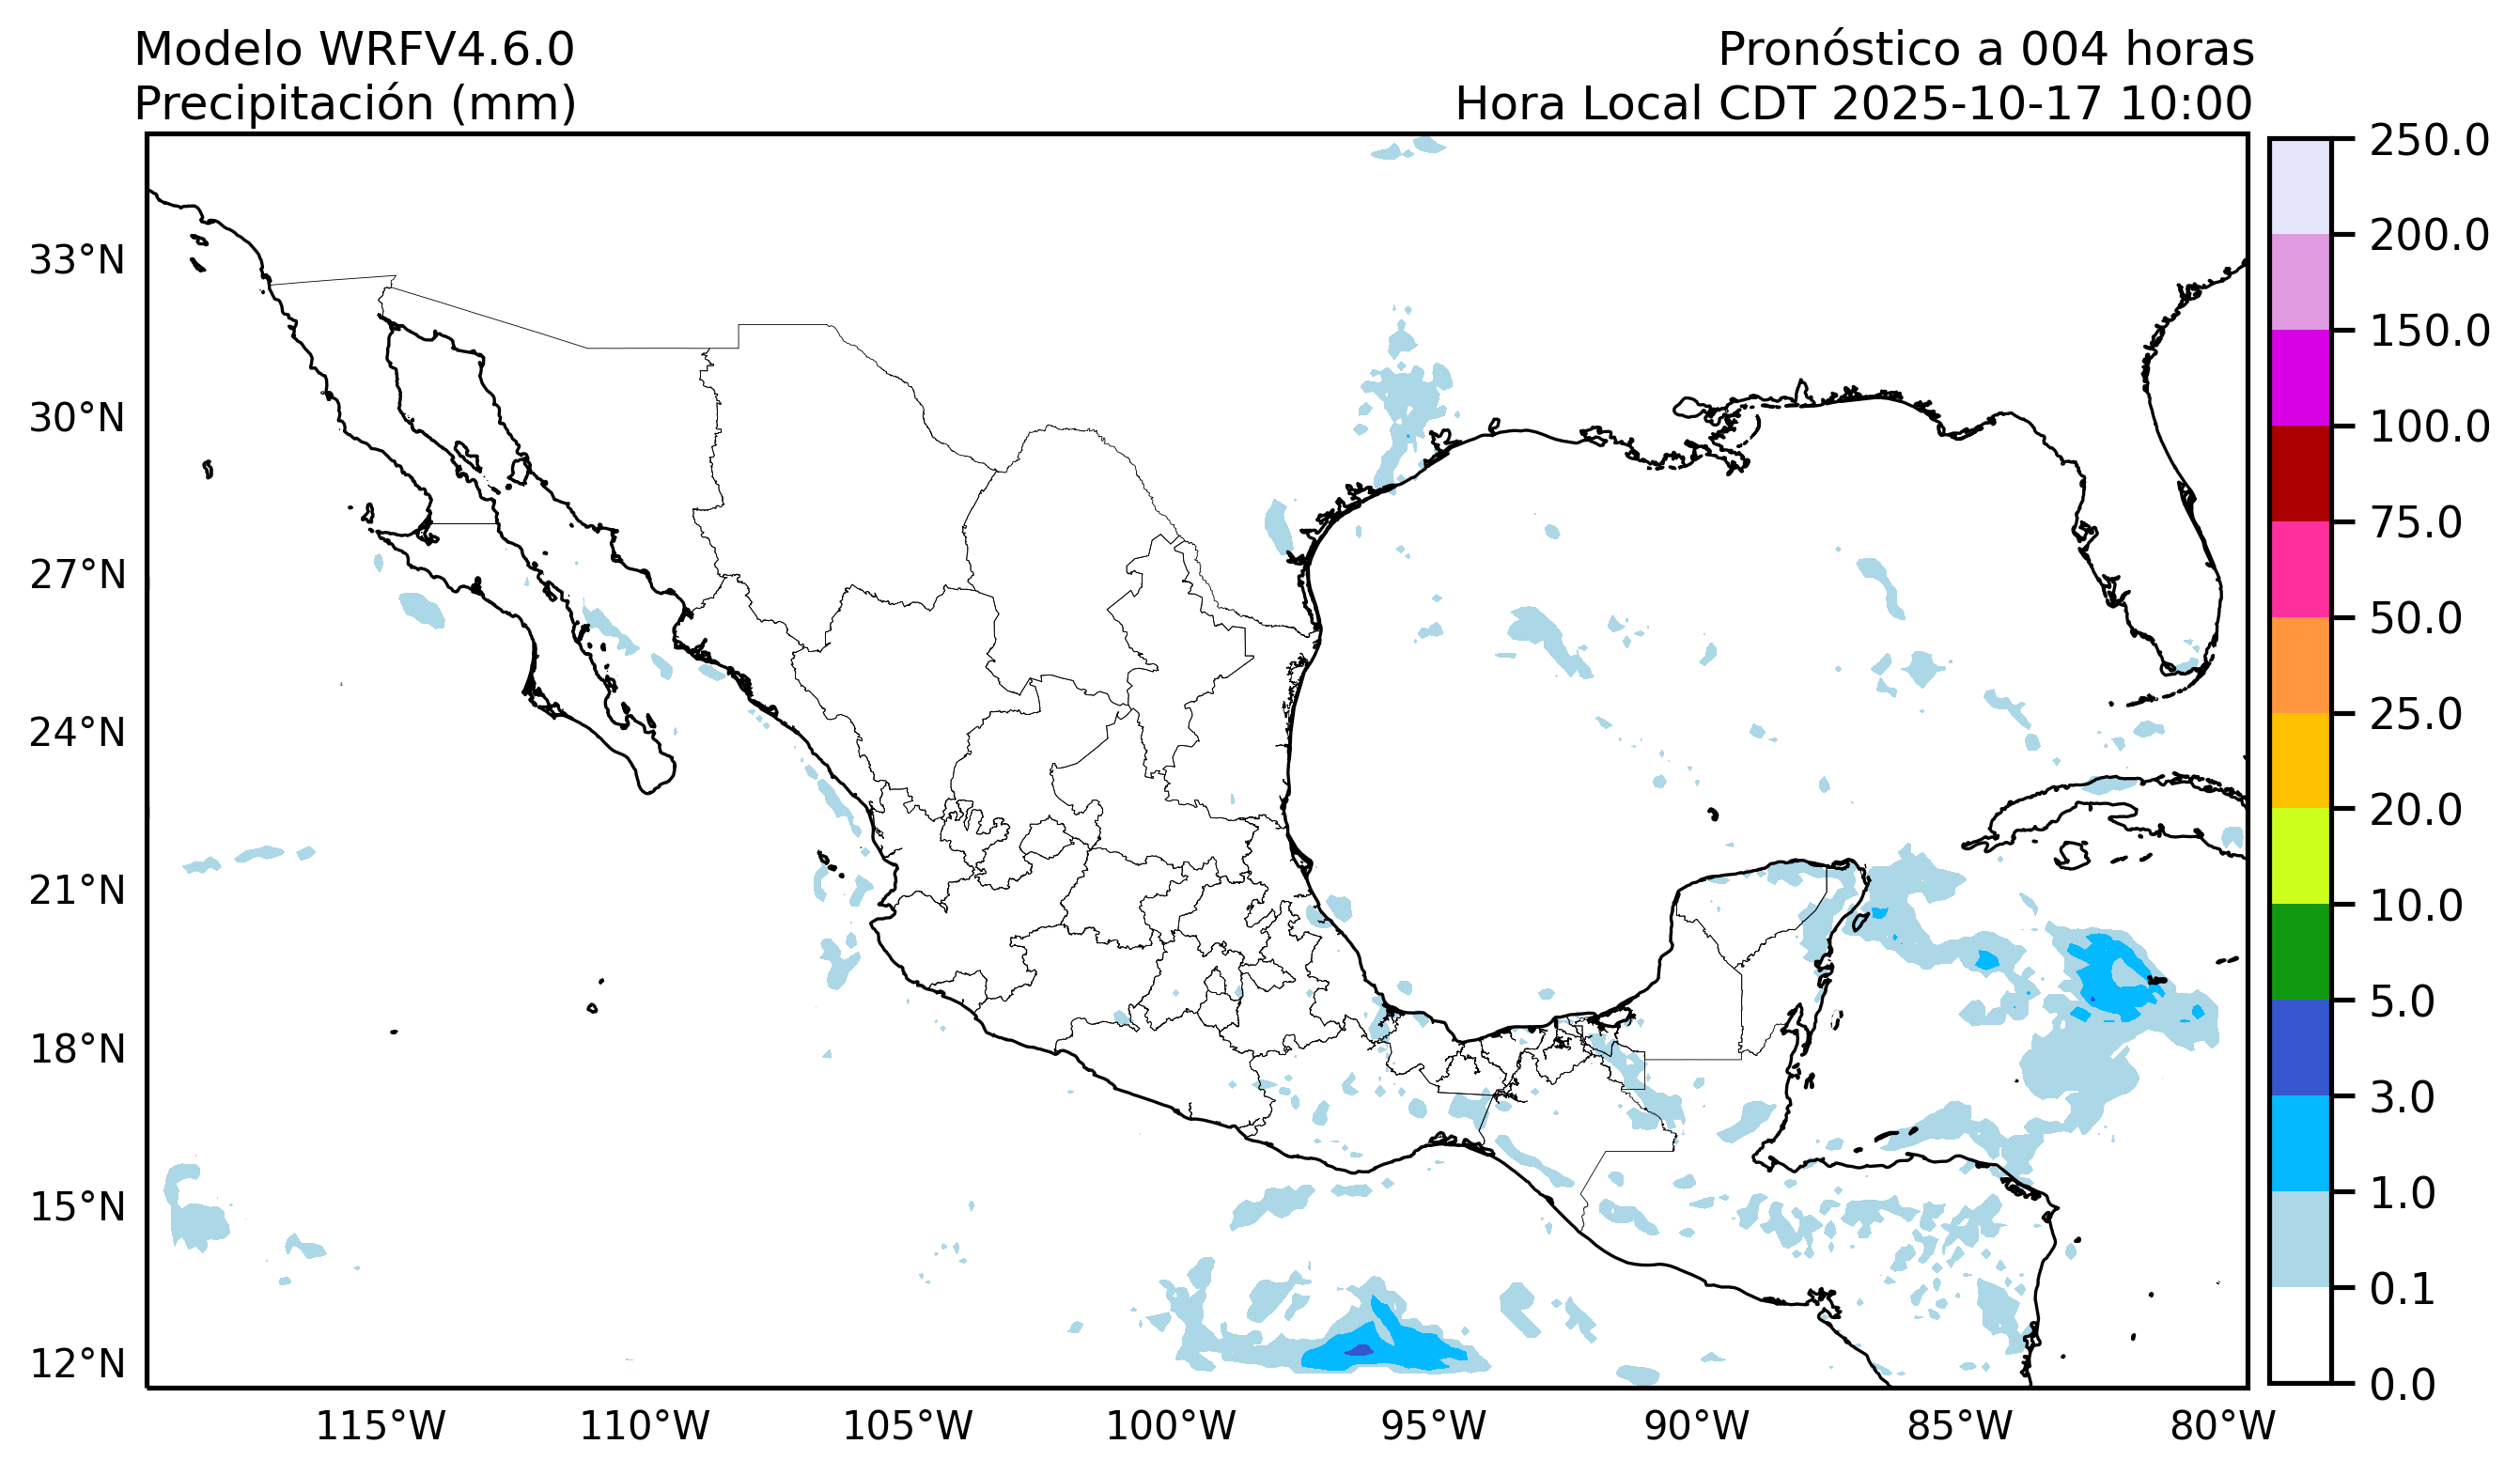 Modelo WRFV4.6.0
Precipitación (mm)
Pronóstico a 004 horas
Hora Local CDT 2025-10-17 10:00
33°N
30°N
27°N
24°N
21°N
18°N
15°N
12°N
115°W
110°W
105°W
100°W
95°W
90°W
85°W
80°W
250.0
200.0
150.0
100.0
75.0
50.0
25.0
20.0
10.0
5.0
3.0
1.0
0.1
0.0